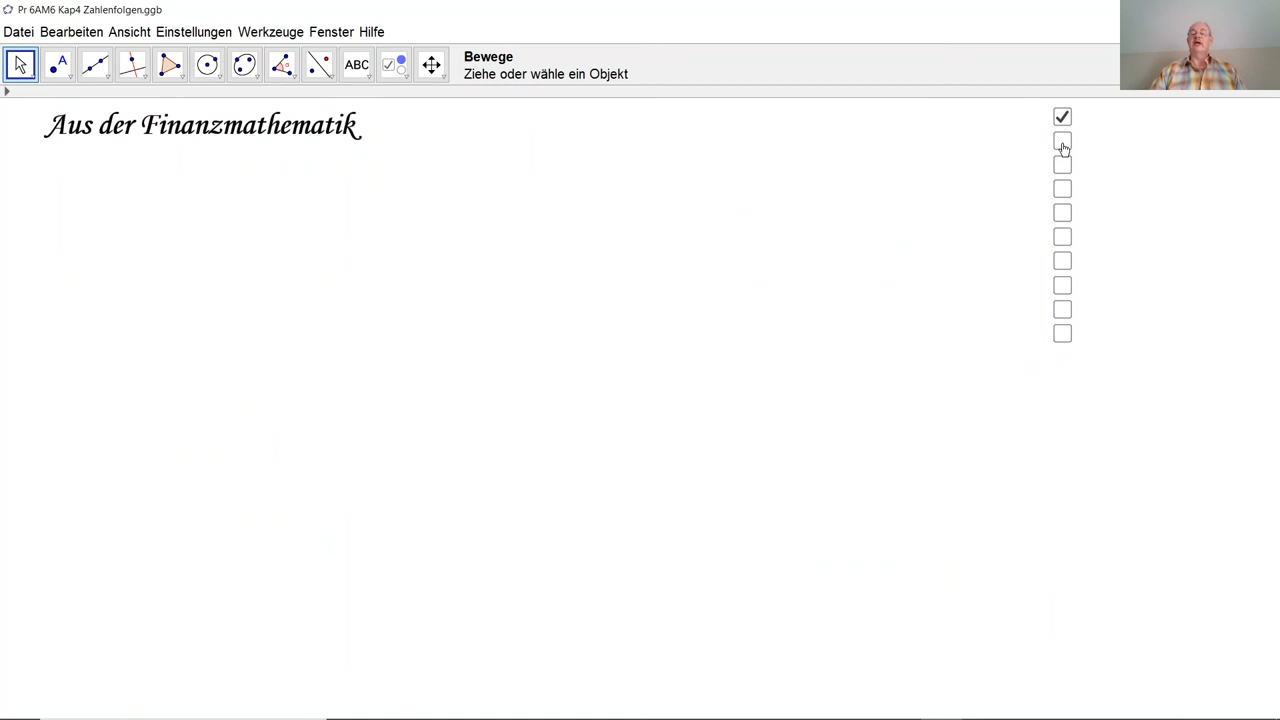 Pr 6AM6 Kap4 Zahlenfolgen.ggb
Datei Bearbeiten Ansicht Einstellungen Werkzeuge Fenster Hilfe
A
ABC
Bewege
Ziehe oder wähle ein Objekt
Aus der Finanzmathematik